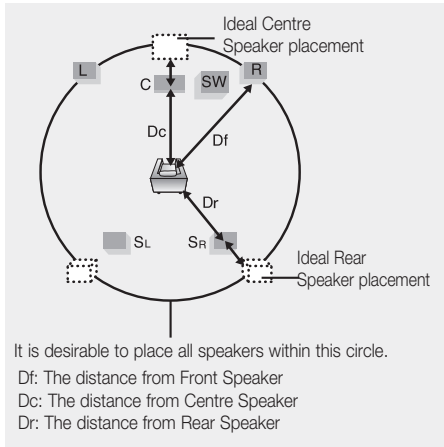 Ideal Centre
Speaker placement
L
C
SW
R
Dc
Df
Dr
SL
SR
Ideal Rear
Speaker placement
It is desirable to place all speakers within this circle.
Df: The distance from Front Speaker
Dc: The distance from Centre Speaker
Dr: The distance from Rear Speaker